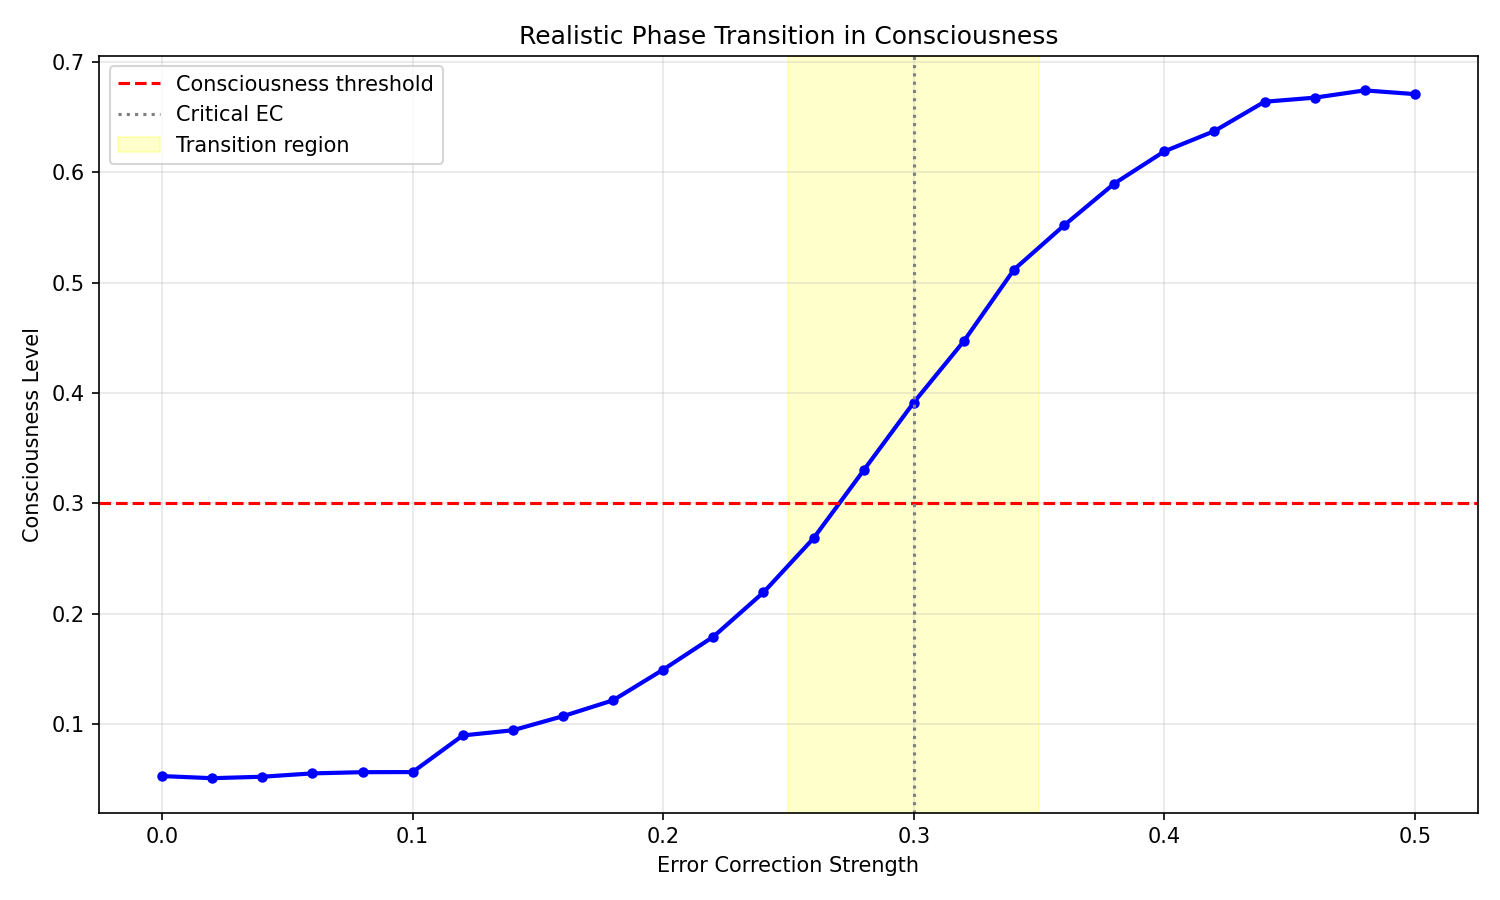 Realistic Phase Transition in Consciousness
Consciousness threshold
Critical EC
Transition region
Consciousness Level
0.7
0.6
0.5
0.4
0.3
0.2
0.1
0.0 0.1 0.2 0.3 0.4 0.5
Error Correction Strength